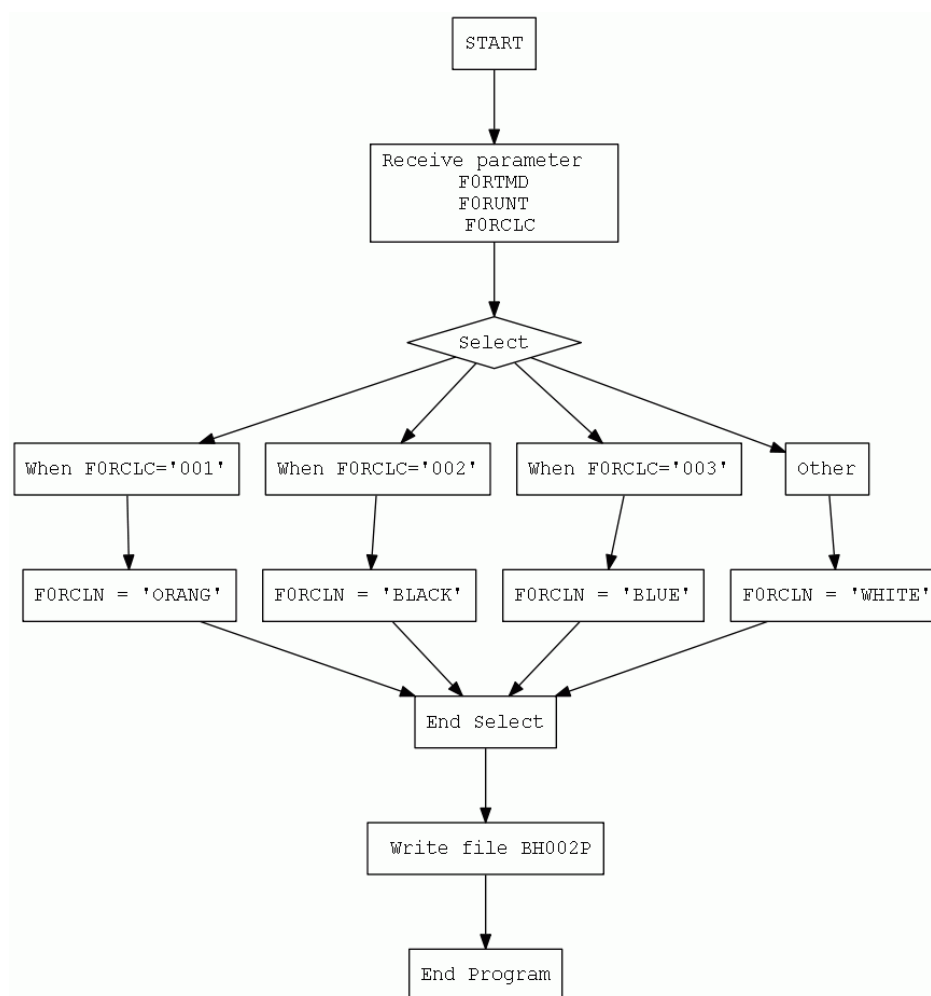 START
Receive parameter
F0RTMD
F0RUNT
F0RCLC
Select
When F0RCLC='001'
When F0RCLC='002'
When F0RCLC='003'
Other
F0RCLN = 'ORANG'
F0RCLN = 'BLACK'
F0RCLN = 'BLUE'
F0RCLN = 'WHITE'
End Select
Write file BH002P
End Program